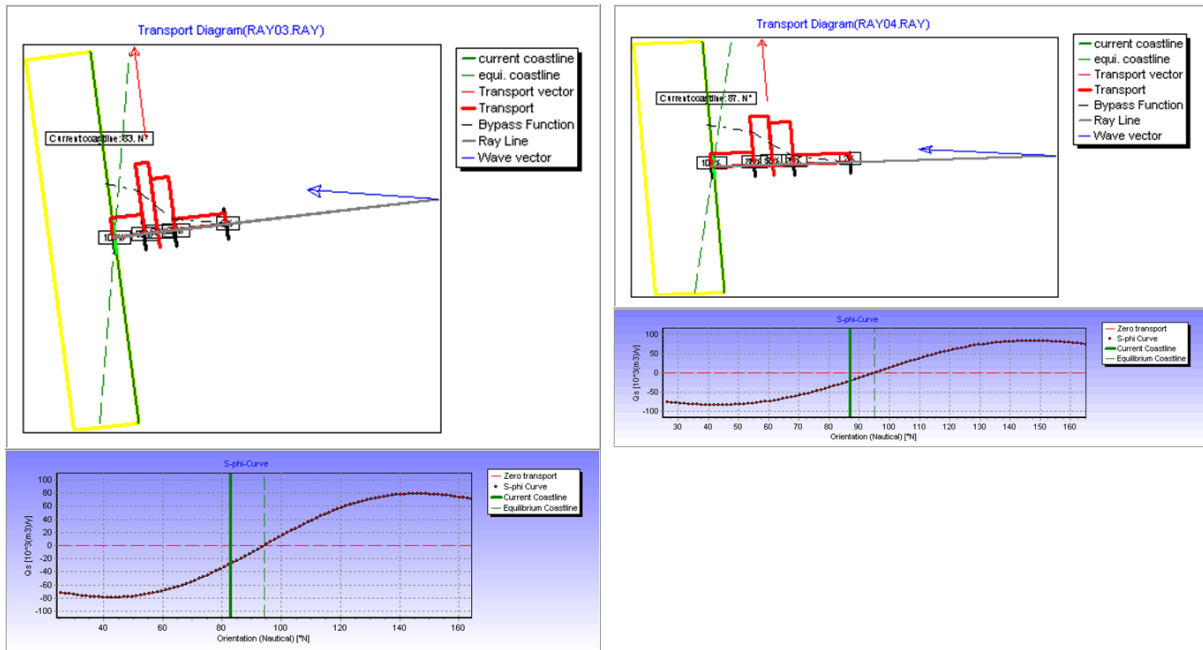 Transport Diagram(RAY03.RAY)
Current coastline: 83. N°
current coastline
equi. coastline
Transport vector
Transport
Bypass Function
Ray Line
Wave vector
S-phi-Curve
Qs [10^3(m3)/y]
100
80
60
40
20
0
-20
-40
-60
-80
-100
40
60
80
100
120
140
160
Orientation (Nautical) [°N]
Zero transport
S-phi Curve
Current Coastline
Equilibrium Coastline
Transport Diagram(RAY04.RAY)
Current coastline: 87. N°
current coastline
equi. coastline
Transport vector
Transport
Bypass Function
Ray Line
Wave vector
S-phi-Curve
Qs [10^3(m3)/y]
100
50
0
-50
-100
30
40
50
60
70
80
90
100
110
120
130
140
150
160
Orientation (Nautical) [°N]
Zero transport
S-phi Curve
Current Coastline
Equilibrium Coastline